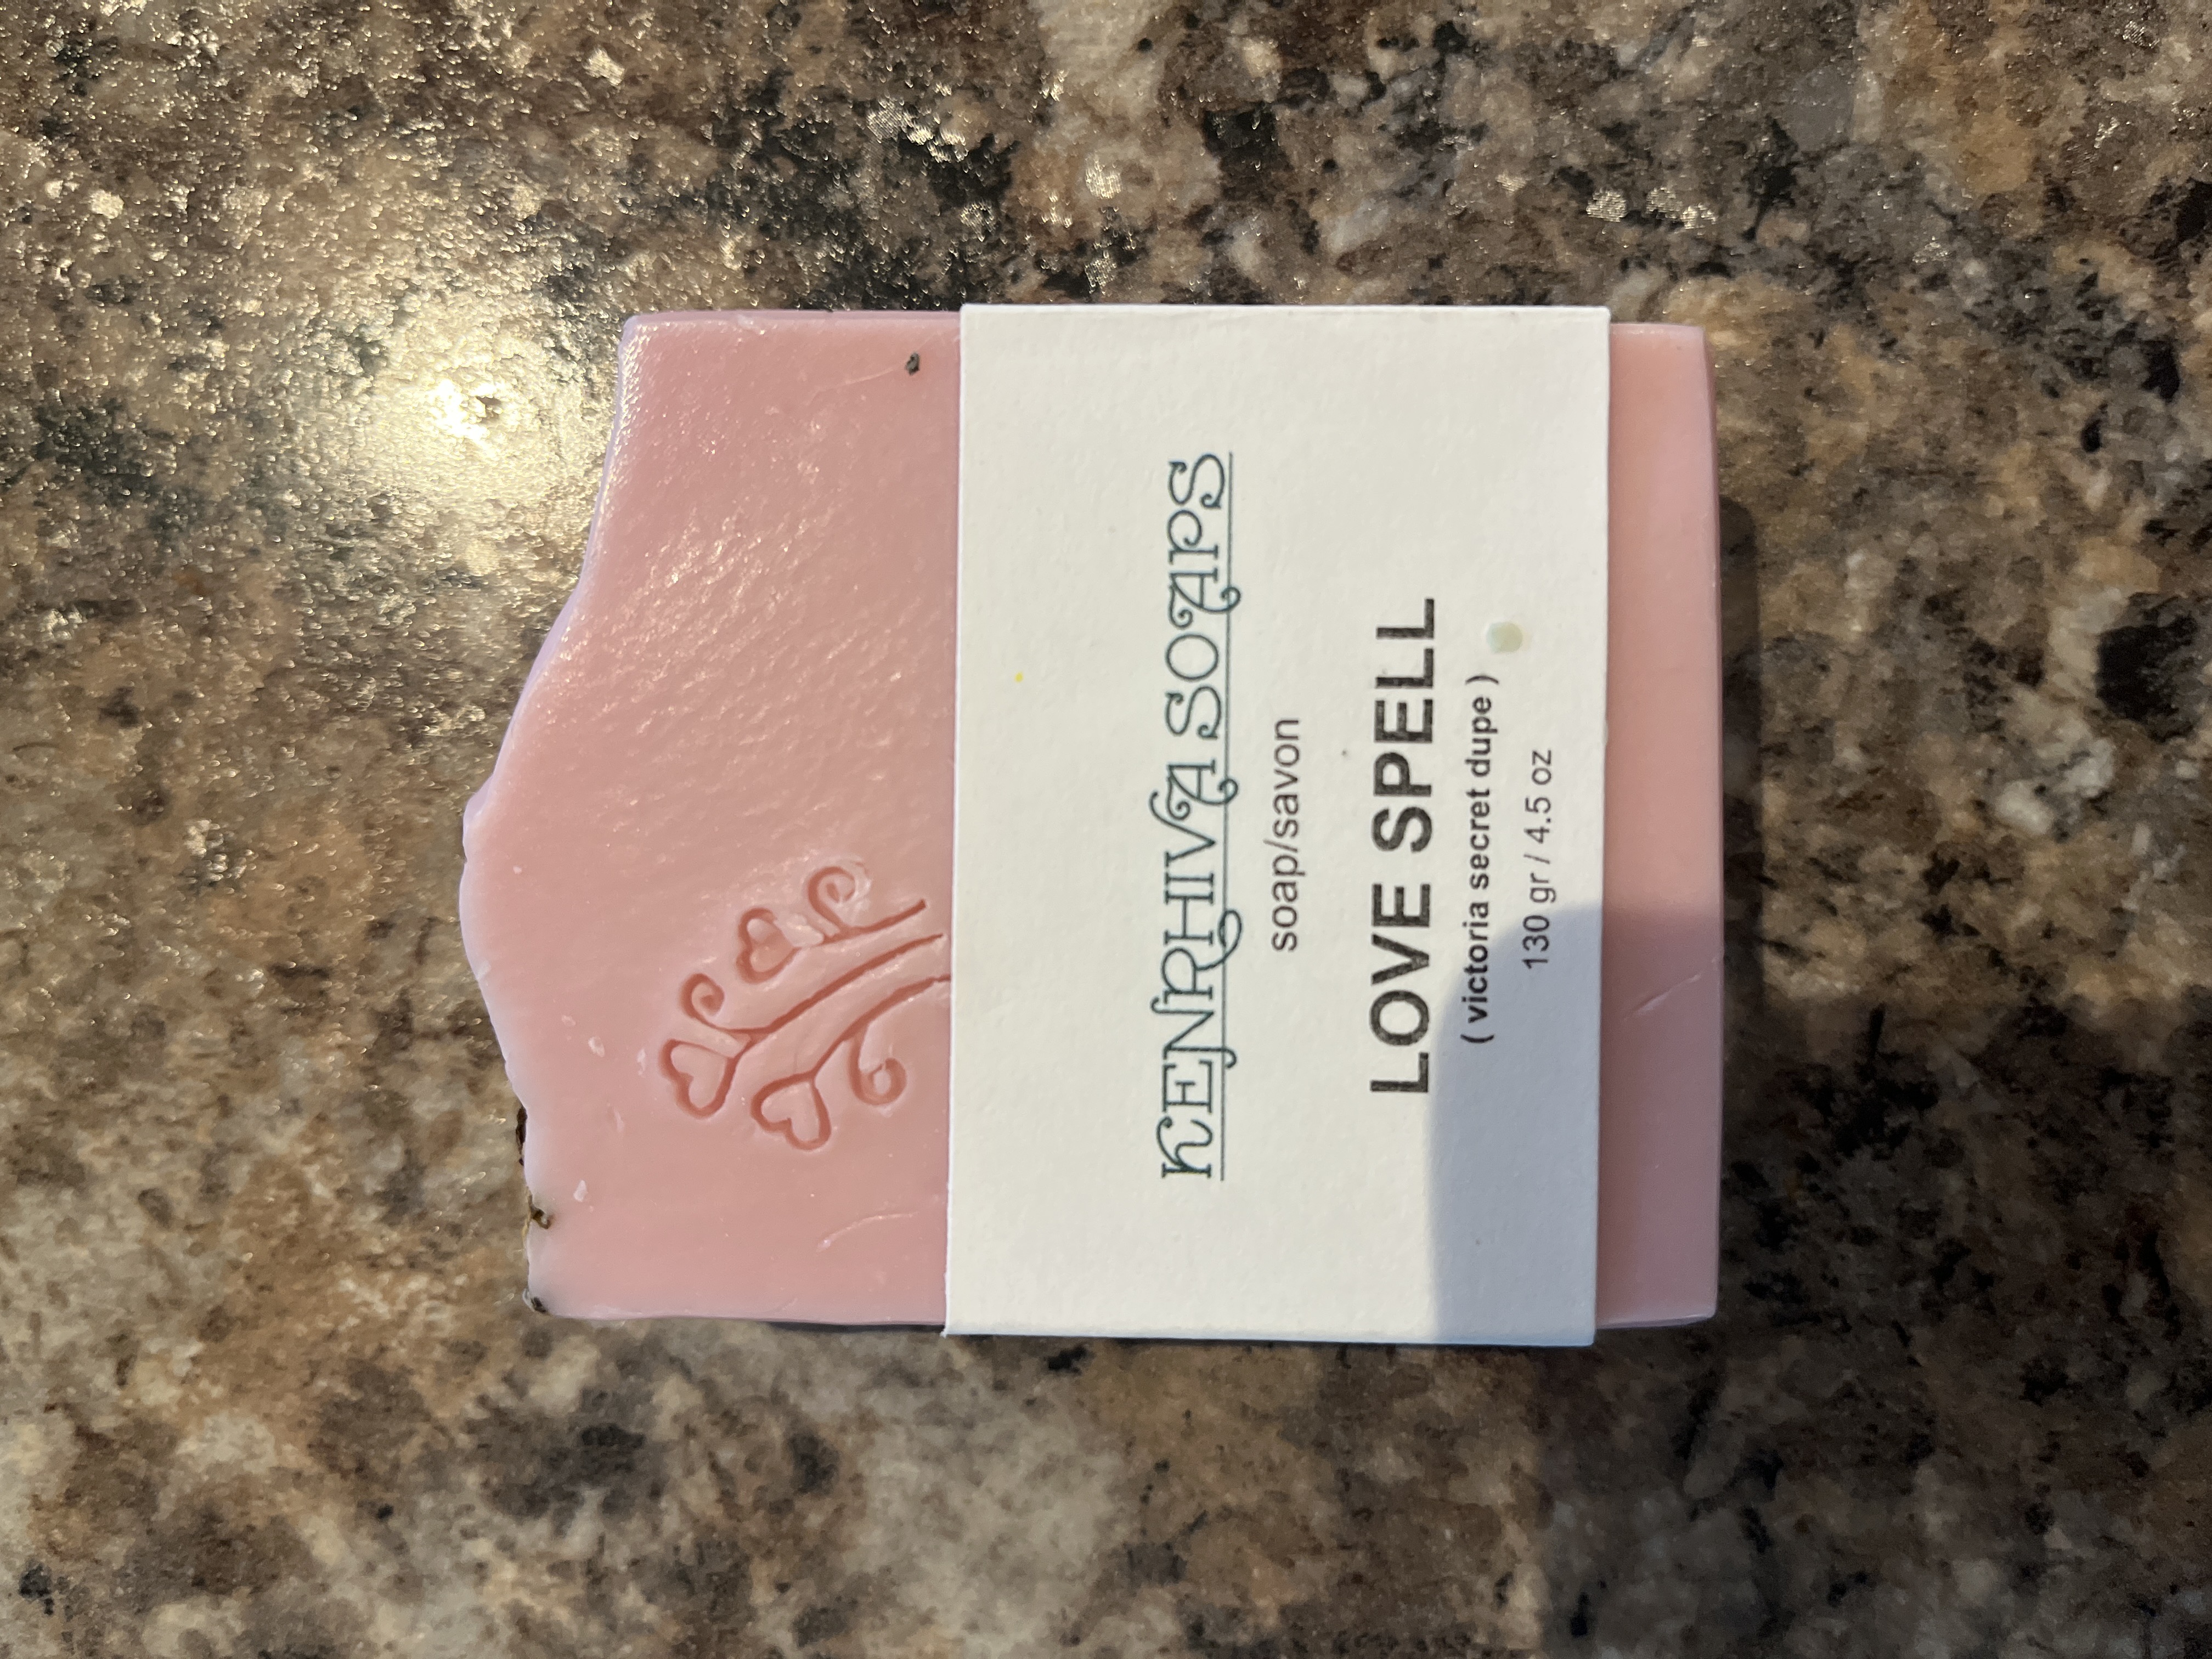 KENRHIVA SOAPS
soap/savon
LOVE SPELL
( victoria secret dupe )
130 gr / 4.5 oz